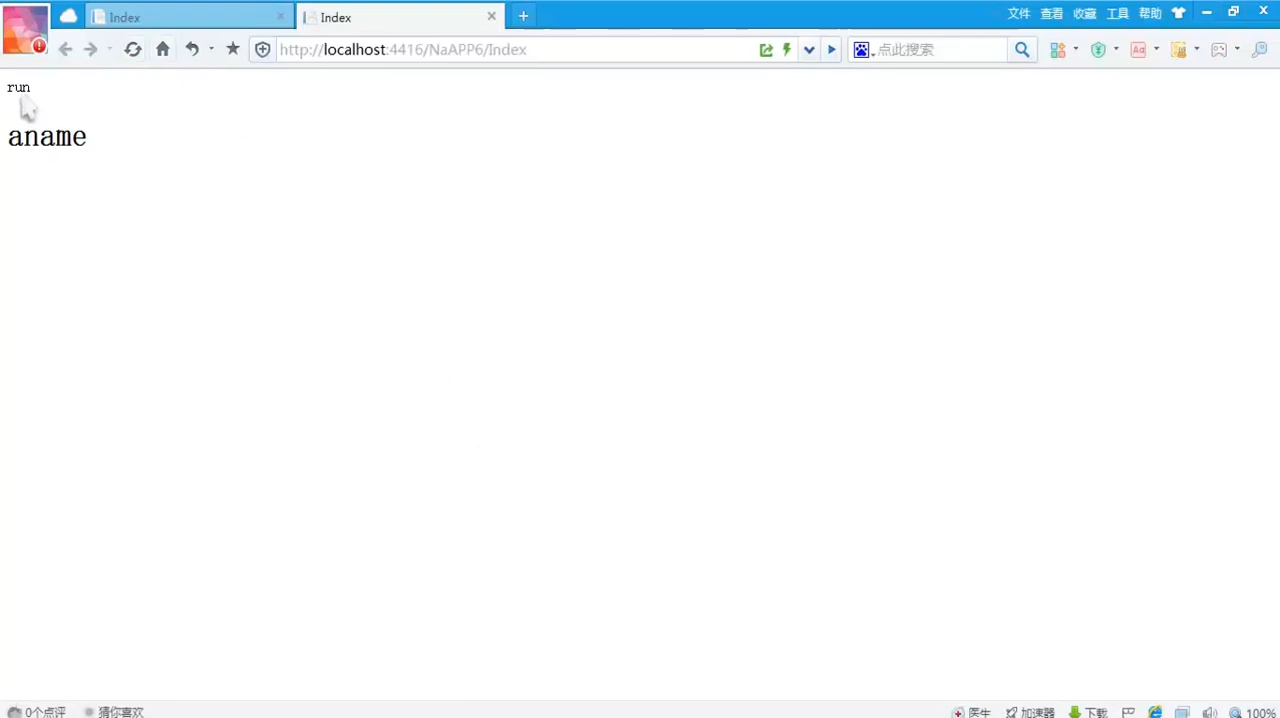 Index
Index
文件 查看 收藏 工具 帮助
http://localhost:4416/NaAPP6/Index
点此搜索
Ad
run
aname
0个点评 猜你喜欢
医生 加速器 下载 100%